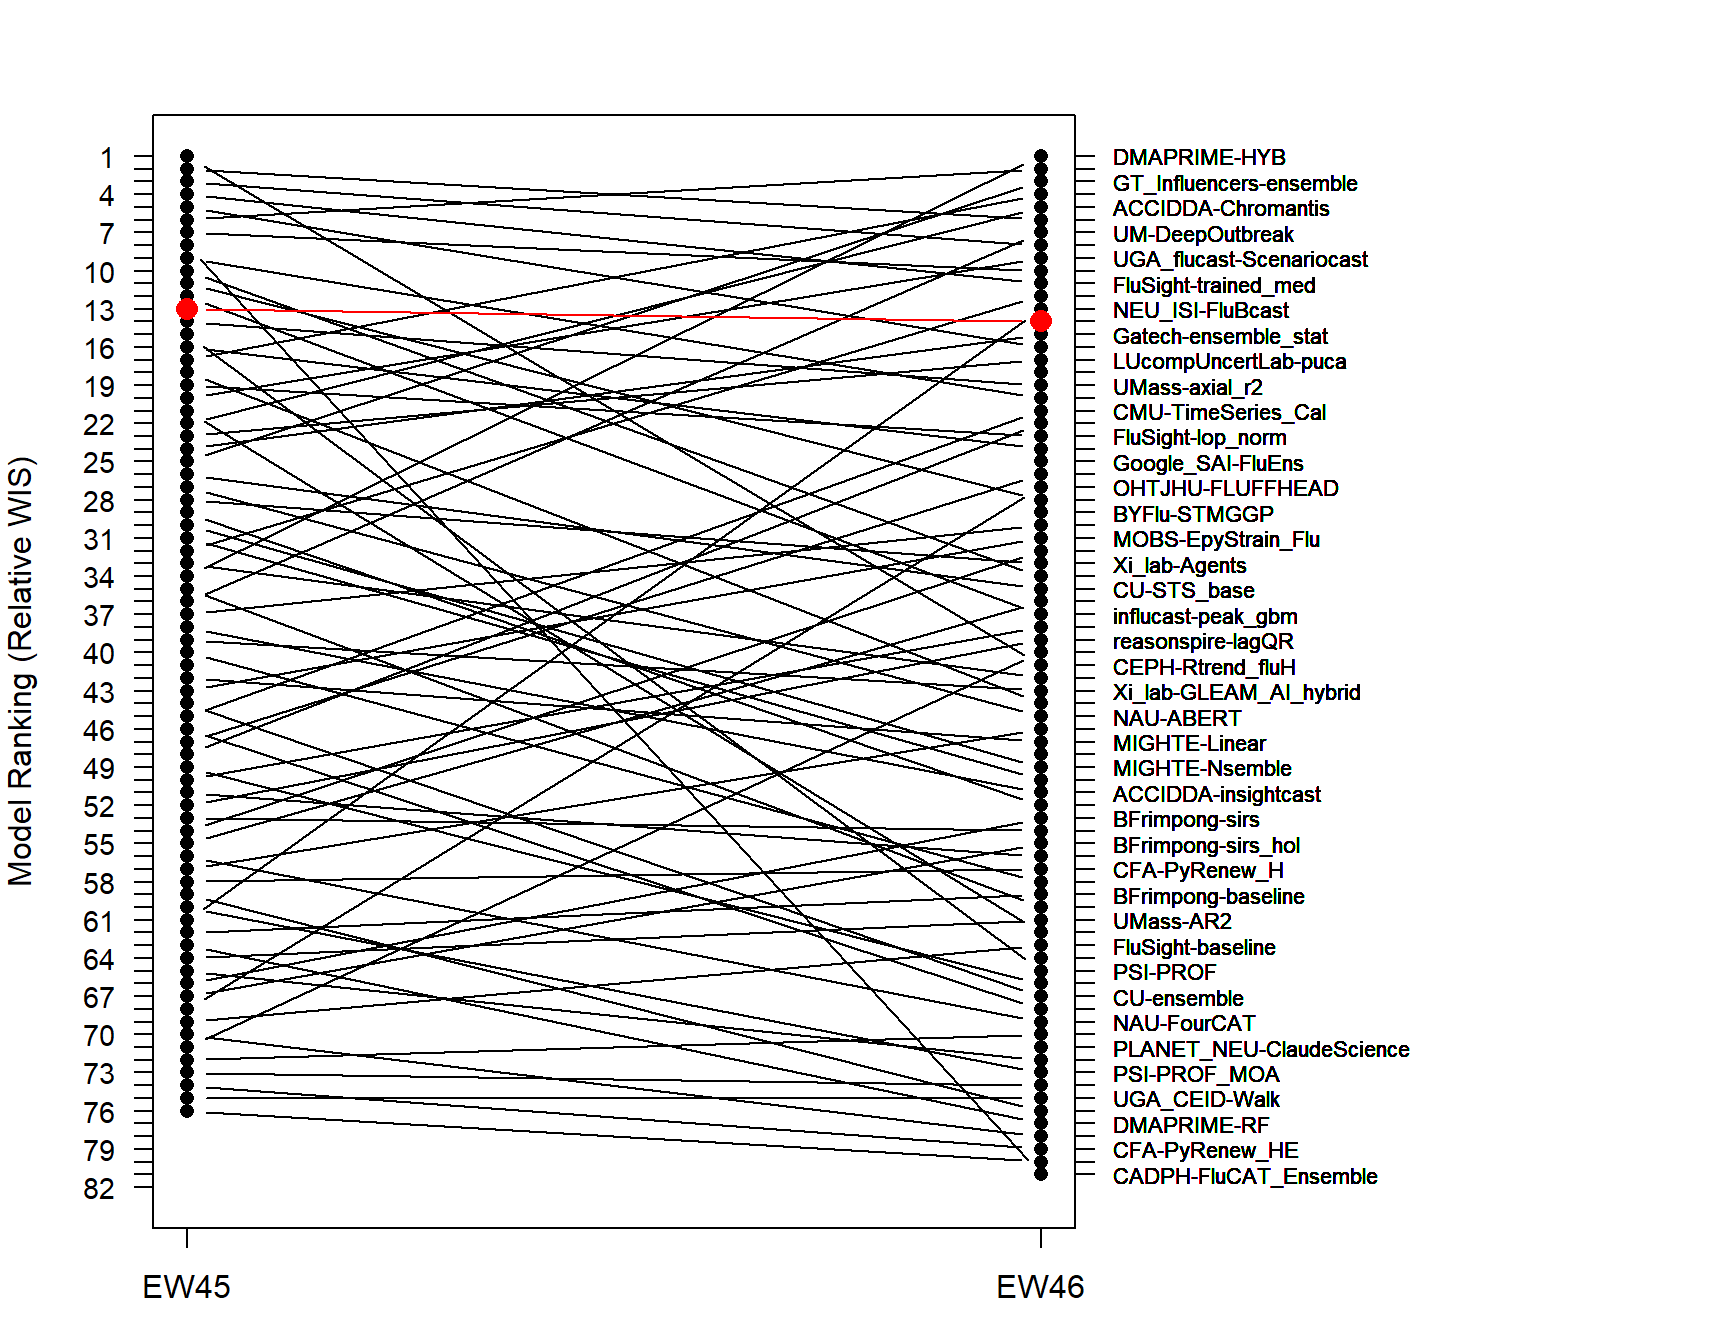 Model Ranking (Relative WIS)
1
4
7
10
13
16
19
22
25
28
31
34
37
40
43
46
49
52
55
58
61
64
67
70
73
76
79
82
DMAPRIME-HYB
GT_Influencers-ensemble
ACCIDDA-Chromantis
UM-DeepOutbreak
UGA_flucast-Scenariocast
FluSight-trained_med
NEU_ISI-FluBcast
Gatech-ensemble_stat
LUcompUncertLab-puca
UMass-axial_r2
CMU-TimeSeries_Cal
FluSight-lop_norm
Google_SAI-FluEns
OHTJHU-FLUFFHEAD
BYFlu-STMGGP
MOBS-EpyStrain_Flu
Xi_lab-Agents
CU-STS_base
influcast-peak_gbm
reasonspire-lagQR
CEPH-Rtrend_fluH
Xi_lab-GLEAM_AI_hybrid
NAU-ABERT
MIGHTE-Linear
MIGHTE-Nsemble
ACCIDDA-insightcast
BFrimpong-sirs
BFrimpong-sirs_hol
CFA-PyRenew_H
BFrimpong-baseline
UMass-AR2
FluSight-baseline
PSI-PROF
CU-ensemble
NAU-FourCAT
PLANET_NEU-ClaudeScience
PSI-PROF_MOA
UGA_CEID-Walk
DMAPRIME-RF
CFA-PyRenew_HE
CADPH-FluCAT_Ensemble
EW45
EW46